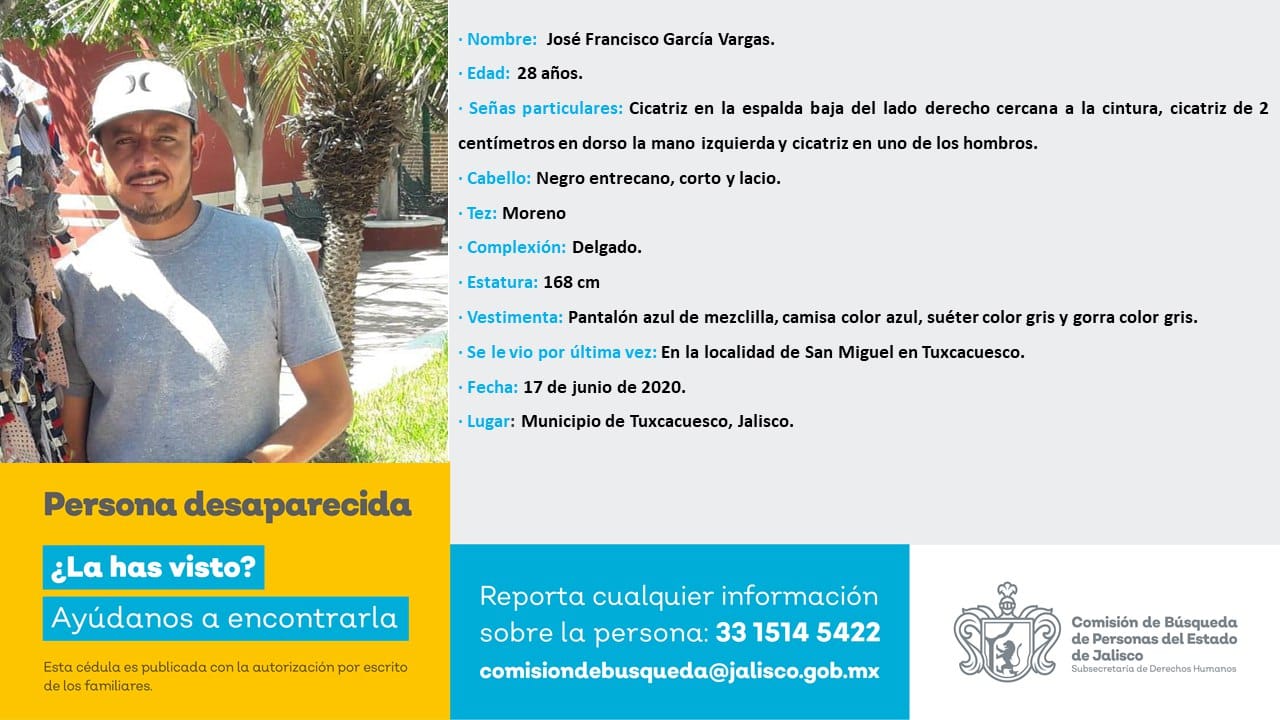 · Nombre: José Francisco García Vargas.
· Edad: 28 años.
· Señas particulares: Cicatriz en la espalda baja del lado derecho cercana a la cintura, cicatriz de 2
centímetros en dorso la mano izquierda y cicatriz en uno de los hombros.
· Cabello: Negro entrecano, corto y lacio.
· Tez: Moreno
· Complexión: Delgado.
· Estatura: 168 cm
· Vestimenta: Pantalón azul de mezclilla, camisa color azul, suéter color gris y gorra color gris.
· Se le vio por última vez: En la localidad de San Miguel en Tuxcacuesco.
· Fecha: 17 de junio de 2020.
· Lugar: Municipio de Tuxcacuesco, Jalisco.
Persona desaparecida
¿La has visto?
Ayúdanos a encontrarla
Esta cédula es publicada con la autorización por escrito
de los familiares.
Reporta cualquier información
sobre la persona: 33 1514 5422
comisiondebusqueda@jalisco.gob.mx
Comisión de Búsqueda
de Personas del Estado
de Jalisco
Subsecretaría de Derechos Humanos